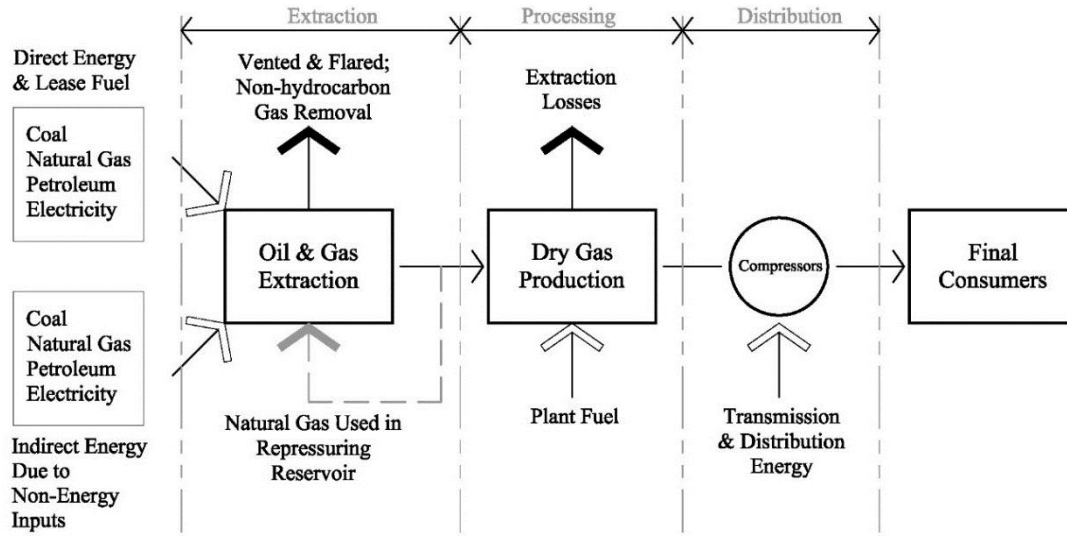 Extraction
Processing
Distribution
Direct Energy
& Lease Fuel
Coal
Natural Gas
Petroleum
Electricity
Coal
Natural Gas
Petroleum
Electricity
Indirect Energy
Due to
Non-Energy
Inputs
Vented & Flared;
Non-hydrocarbon
Gas Removal
Oil & Gas
Extraction
Natural Gas Used in
Repressuring
Reservoir
Extraction
Losses
Dry Gas
Production
Plant Fuel
Compressors
Transmission
& Distribution
Energy
Final
Consumers